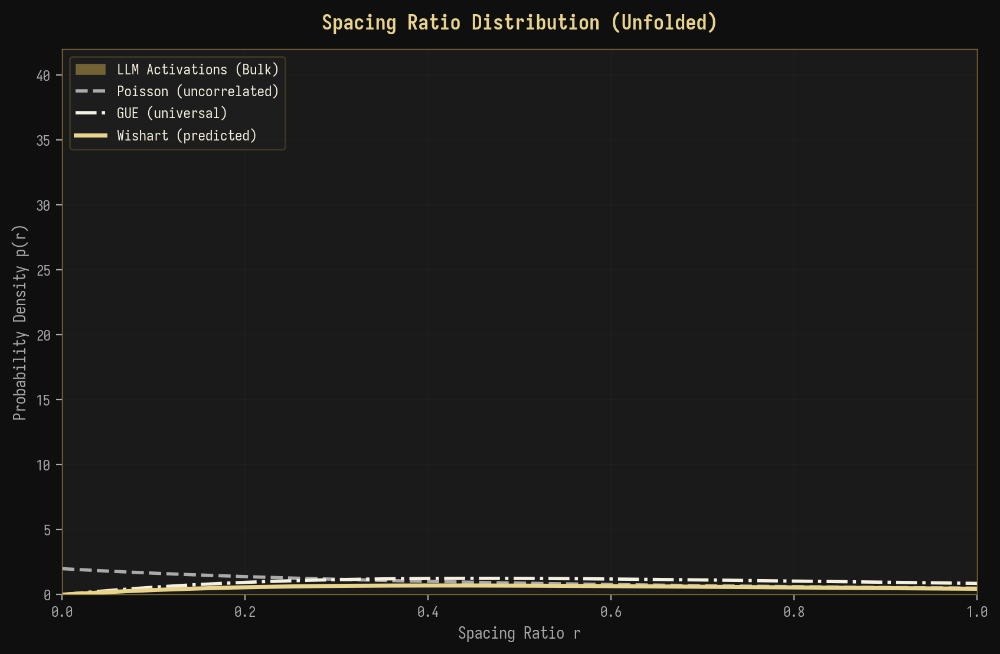 Spacing Ratio Distribution (Unfolded)
LLM Activations (Bulk)
Poisson (uncorrelated)
GUE (universal)
Wishart (predicted)
Probability Density p(r)
40
35
30
25
20
15
10
5
0
0.0 0.2 0.4 0.6 0.8 1.0
Spacing Ratio r